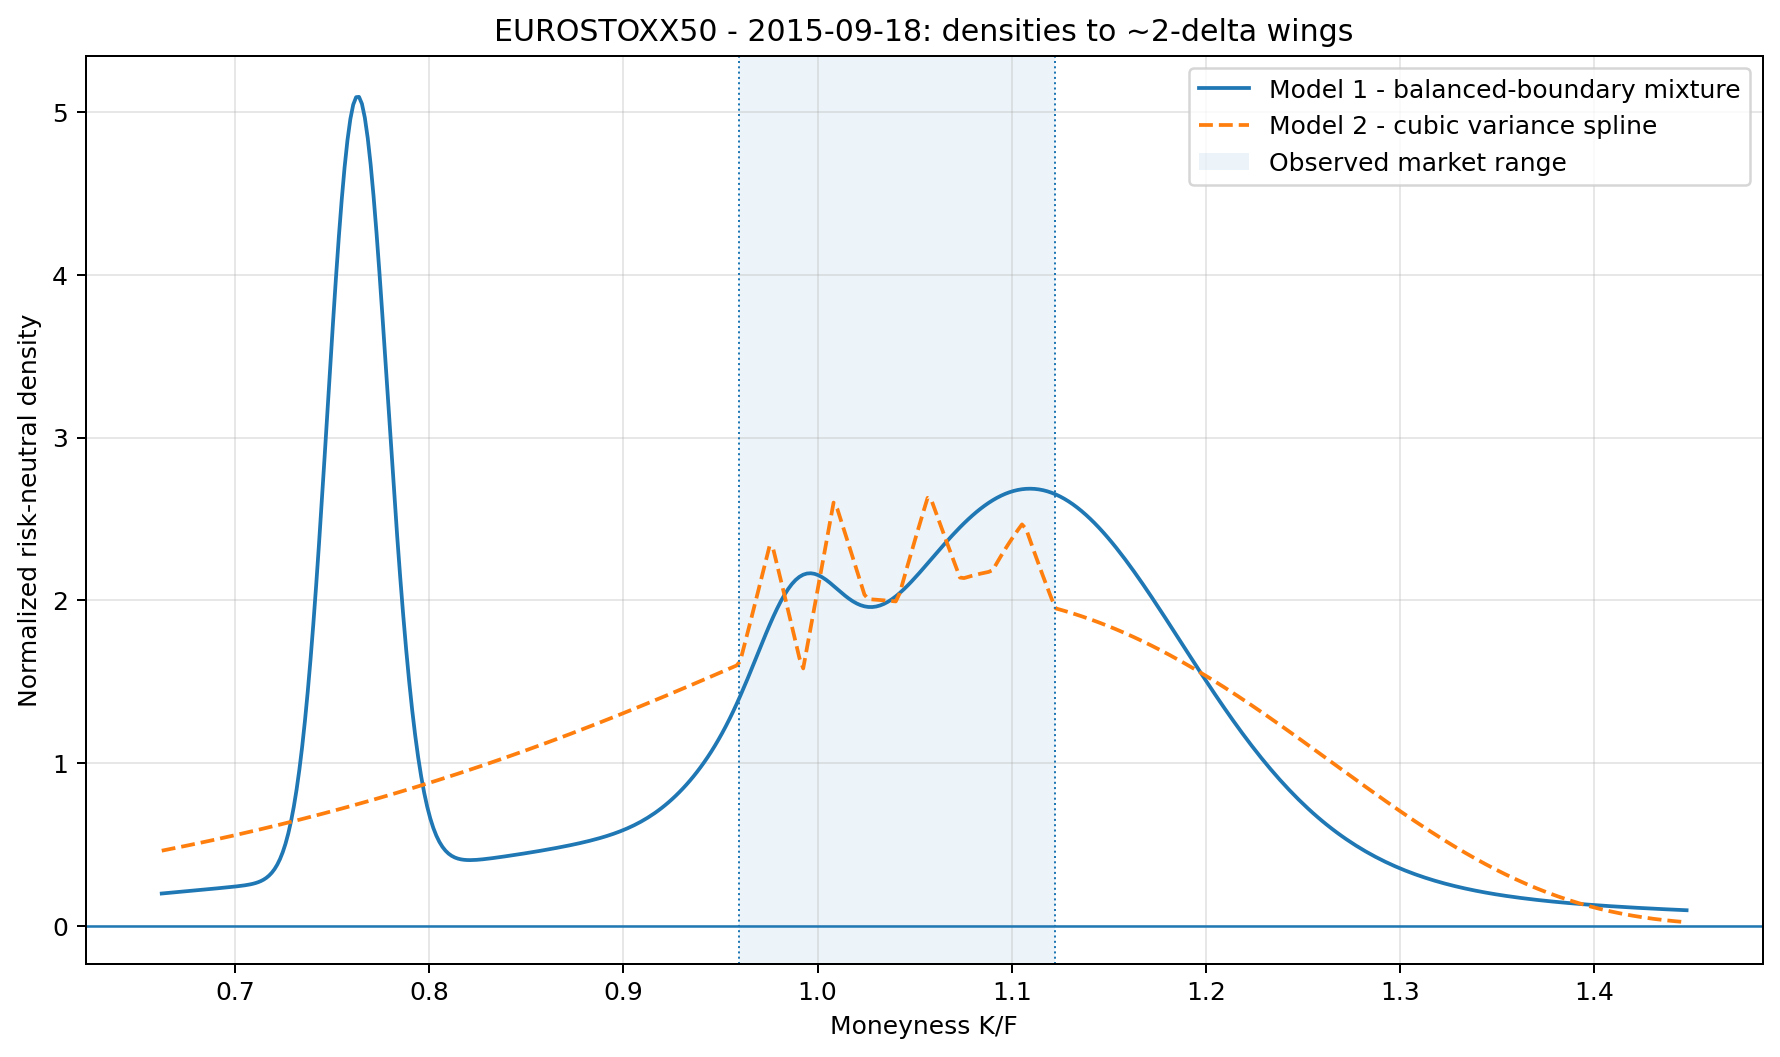 EUROSTOXX50 - 2015-09-18: densities to ~2-delta wings
Model 1 - balanced-boundary mixture
Model 2 - cubic variance spline
Observed market range
Normalized risk-neutral density
5
4
3
2
1
0
0.7 0.8 0.9 1.0 1.1 1.2 1.3 1.4
Moneyness K/F